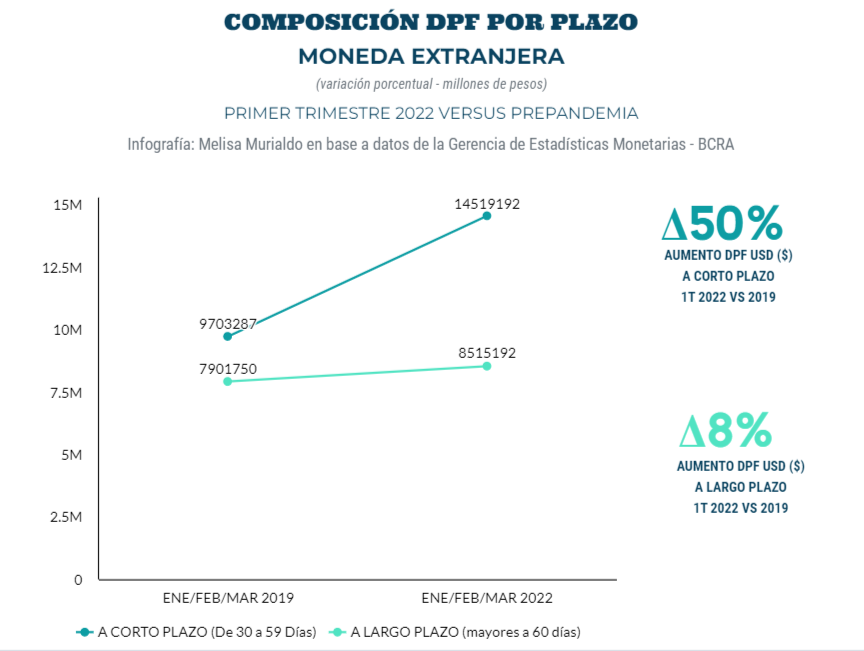 COMPOSICIÓN DPF POR PLAZO
MONEDA EXTRANJERA
(variación porcentual - millones de pesos)
PRIMER TRIMESTRE 2022 VERSUS PREPANDEMIA
Infografía: Melisa Murialdo en base a datos de la Gerencia de Estadísticas Monetarias - BCRA
15M
12.5M
10M
7.5M
5M
2.5M
0
14519192
9703287
8515192
7901750
ENE/FEB/MAR 2019
ENE/FEB/MAR 2022
A CORTO PLAZO (De 30 a 59 Días)
A LARGO PLAZO (mayores a 60 días)
Δ50%
AUMENTO DPF USD ($)
A CORTO PLAZO
1T 2022 VS 2019
Δ8%
AUMENTO DPF USD ($)
A LARGO PLAZO
1T 2022 VS 2019